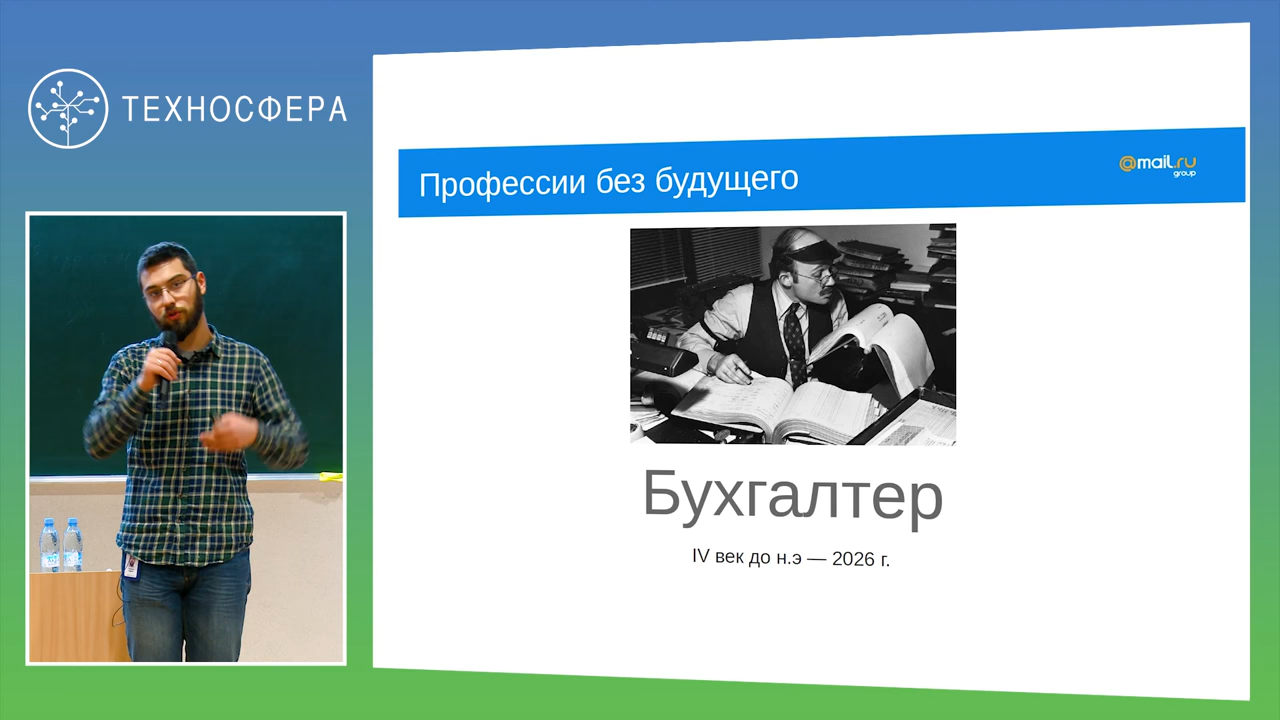 ТЕХНОСФЕРА
Профессии без будущего
@mail.ru
group
Бухгалтер
IV век до н.э — 2026 г.